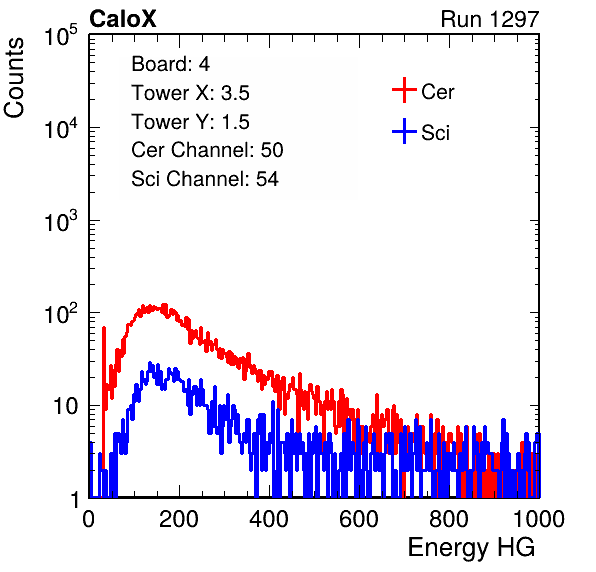 CaloX Run 1297
Counts
10^5
10^4
10^3
10^2
10
1
Board: 4
Tower X: 3.5
Tower Y: 1.5
Cer Channel: 50
Sci Channel: 54
Cer
Sci
0 200 400 600 800 1000
Energy HG